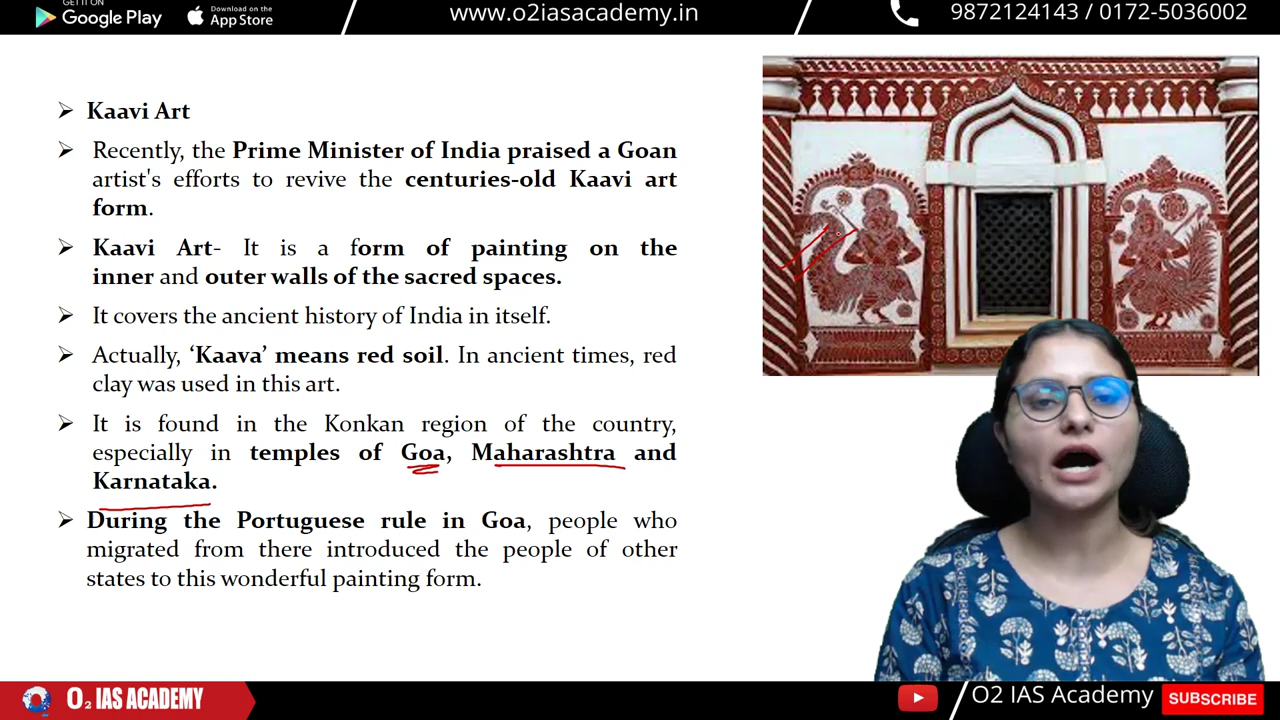 GET IT ON
Google Play
Download on the
App Store
www.o2iasacademy.in
9872124143 / 0172-5036002
➢ Kaavi Art
➢ Recently, the Prime Minister of India praised a Goan
artist's efforts to revive the centuries-old Kaavi art
form.
➢ Kaavi Art- It is a form of painting on the
inner and outer walls of the sacred spaces.
➢ It covers the ancient history of India in itself.
➢ Actually, ‘Kaava’ means red soil. In ancient times, red
clay was used in this art.
➢ It is found in the Konkan region of the country,
especially in temples of Goa, Maharashtra and
Karnataka.
➢ During the Portuguese rule in Goa, people who
migrated from there introduced the people of other
states to this wonderful painting form.
O₂ IAS ACADEMY
O2 IAS Academy
SUBSCRIBE